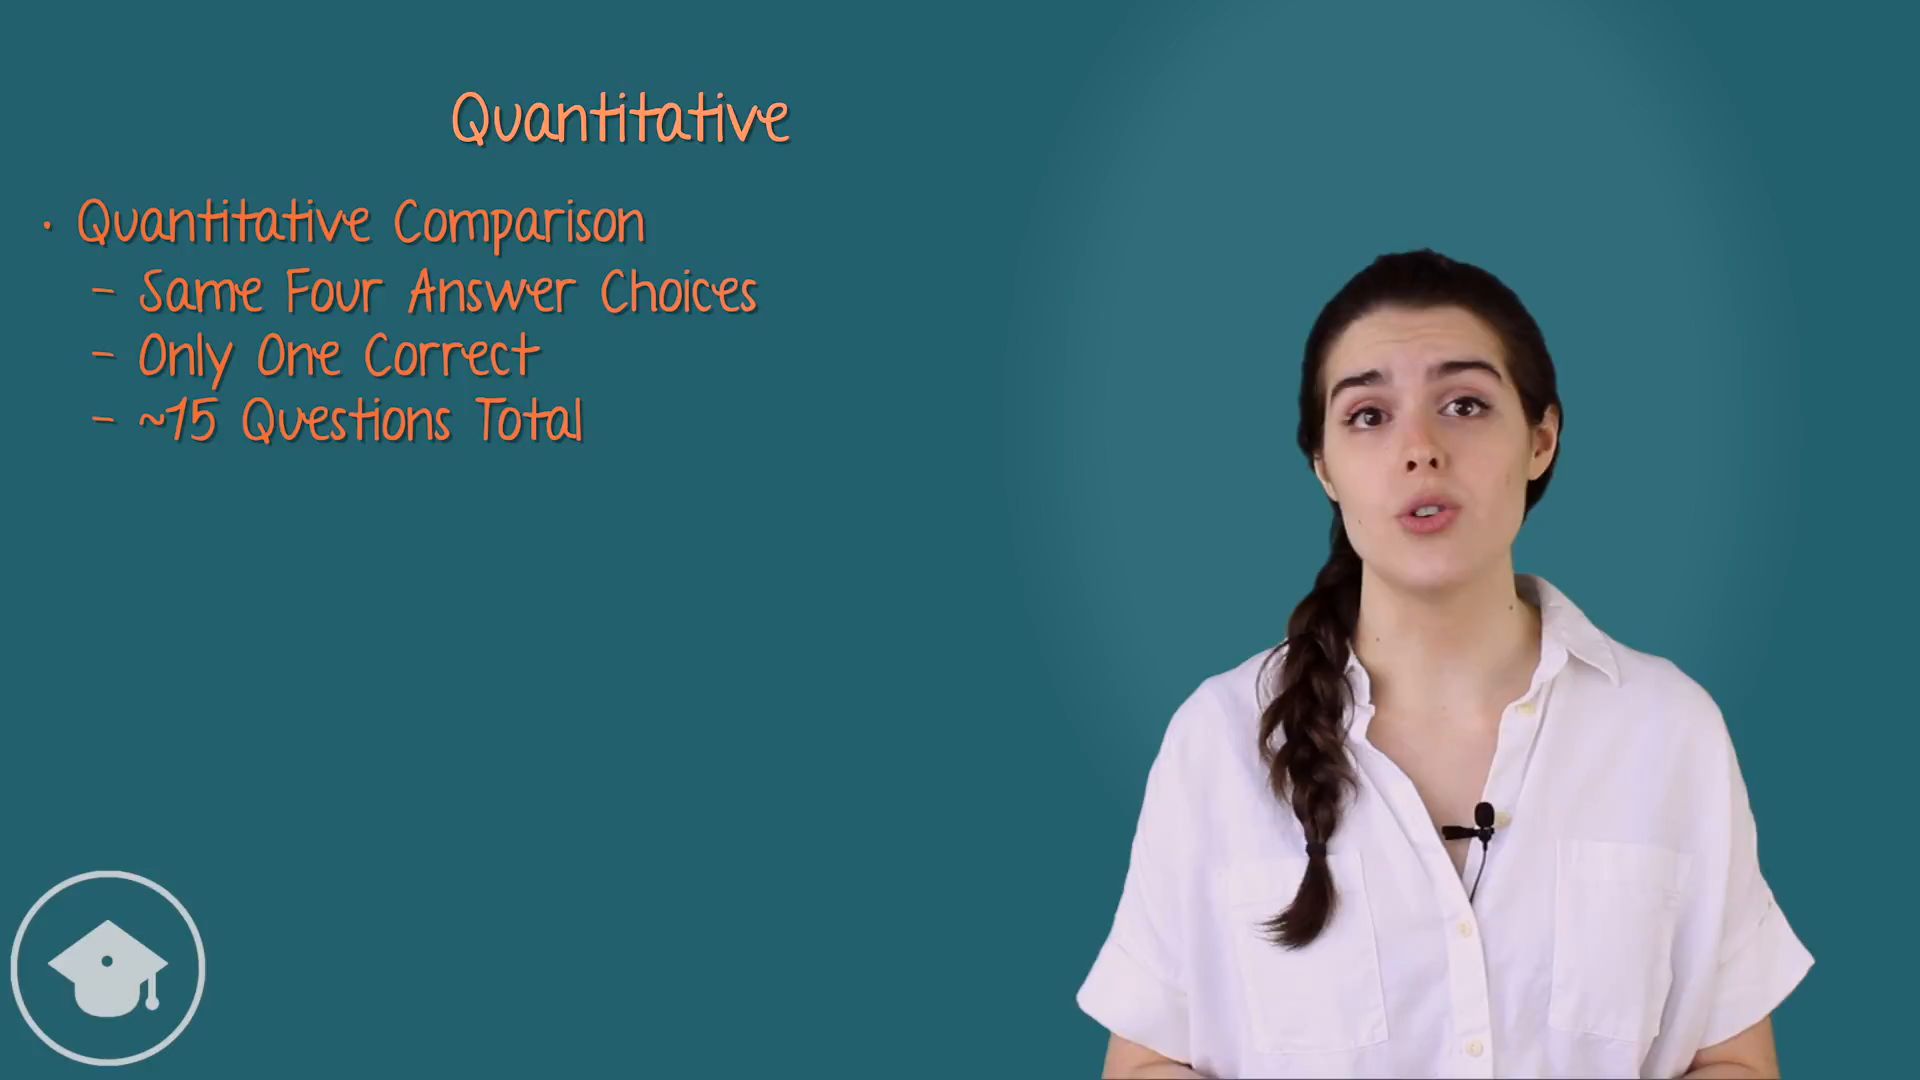 Quantitative
• Quantitative Comparison
– Same Four Answer Choices
– Only One Correct
– ~15 Questions Total